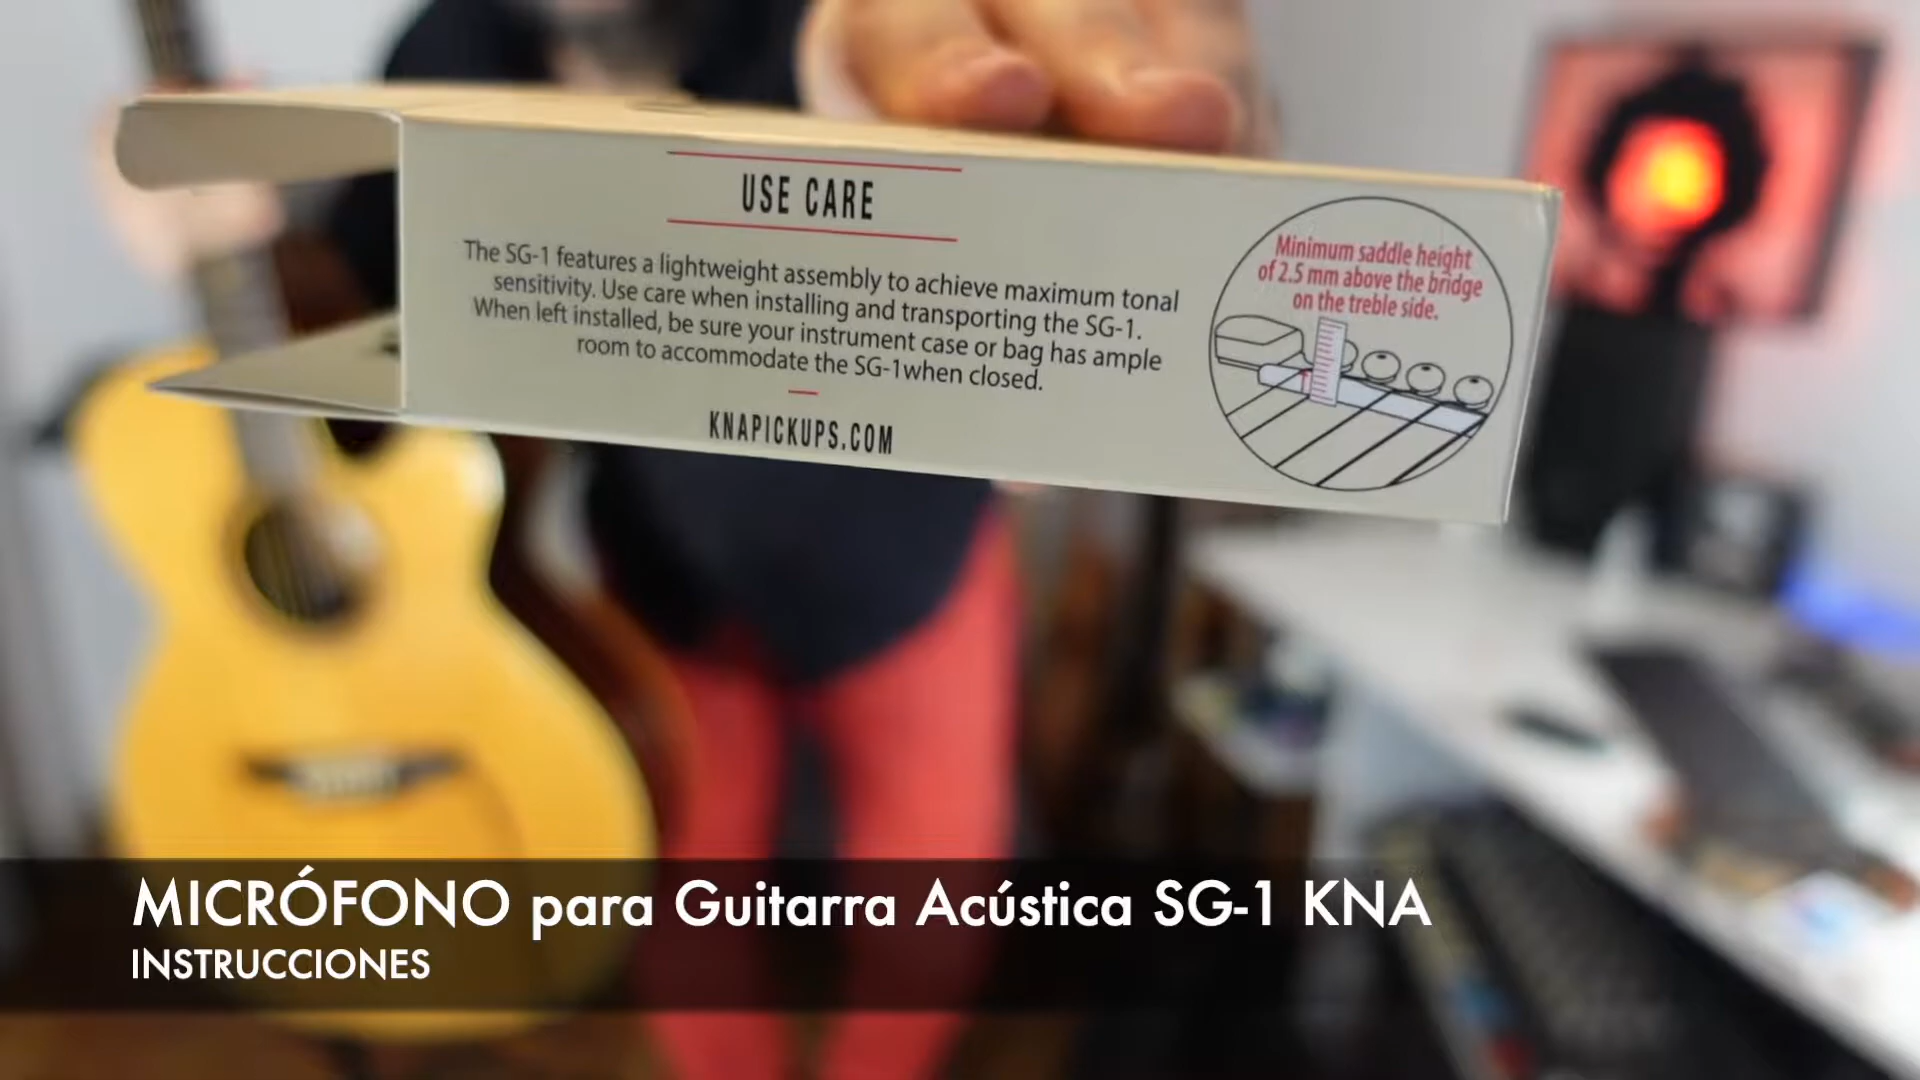 USE CARE
The SG-1 features a lightweight assembly to achieve maximum tonal
sensitivity. Use care when installing and transporting the SG-1.
When left installed, be sure your instrument case or bag has ample
room to accommodate the SG-1when closed.
KNAPICKUPS.COM
Minimum saddle height
of 2.5 mm above the bridge
on the treble side.
MICRÓFONO para Guitarra Acústica SG-1 KNA
INSTRUCCIONES